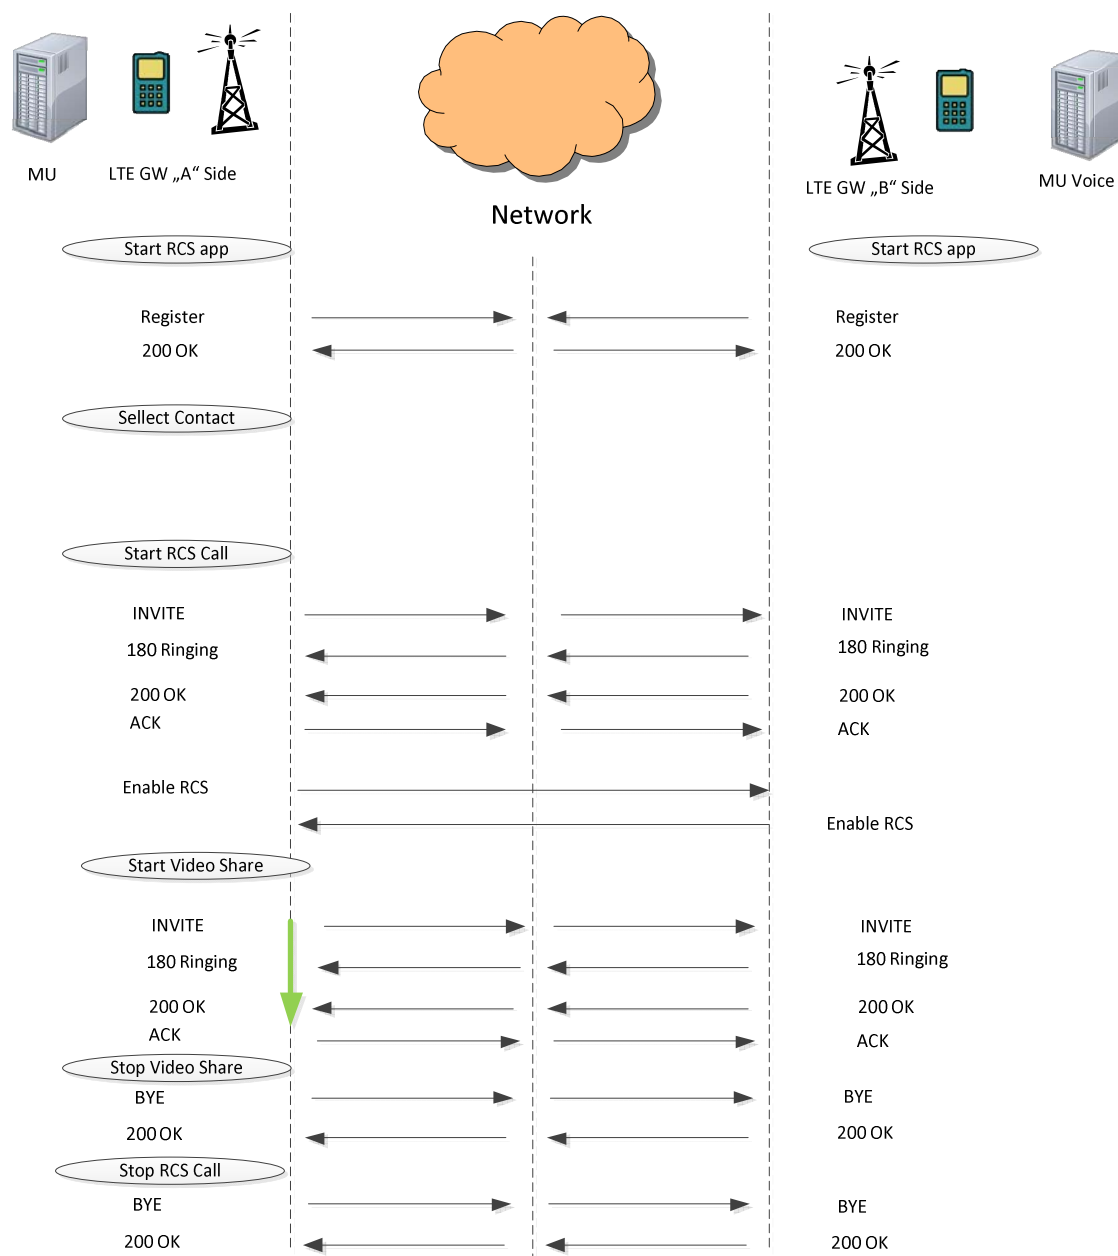 MU
LTE GW „A“ Side
LTE GW „B“ Side
MU Voice
Network
Start RCS app
Start RCS app
Register
Register
200 OK
200 OK
Sellect Contact
Start RCS Call
INVITE
INVITE
180 Ringing
180 Ringing
200 OK
200 OK
ACK
ACK
Enable RCS
Enable RCS
Start Video Share
INVITE
INVITE
180 Ringing
180 Ringing
200 OK
200 OK
ACK
ACK
Stop Video Share
BYE
BYE
200 OK
200 OK
Stop RCS Call
BYE
BYE
200 OK
200 OK